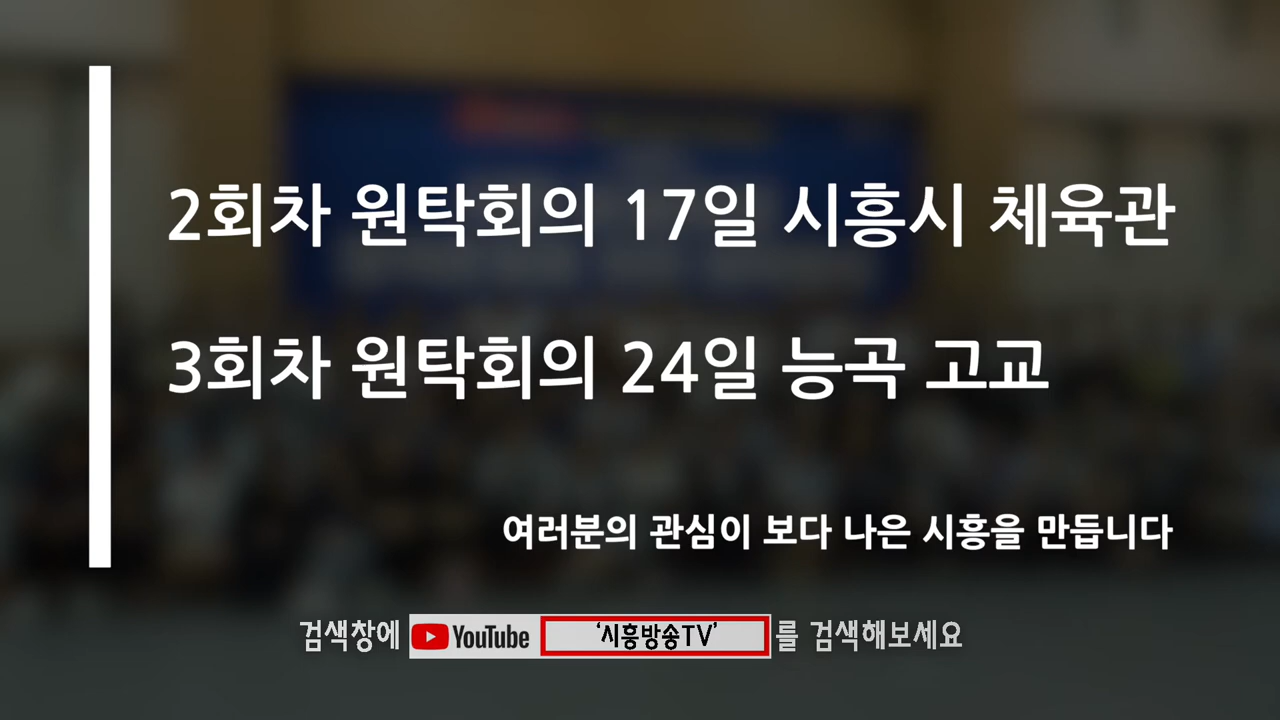 2회차 원탁회의 17일 시흥시 체육관
3회차 원탁회의 24일 능곡 고교
여러분의 관심이 보다 나은 시흥을 만듭니다
검색창에 YouTube ‘시흥방송TV’ 를 검색해보세요